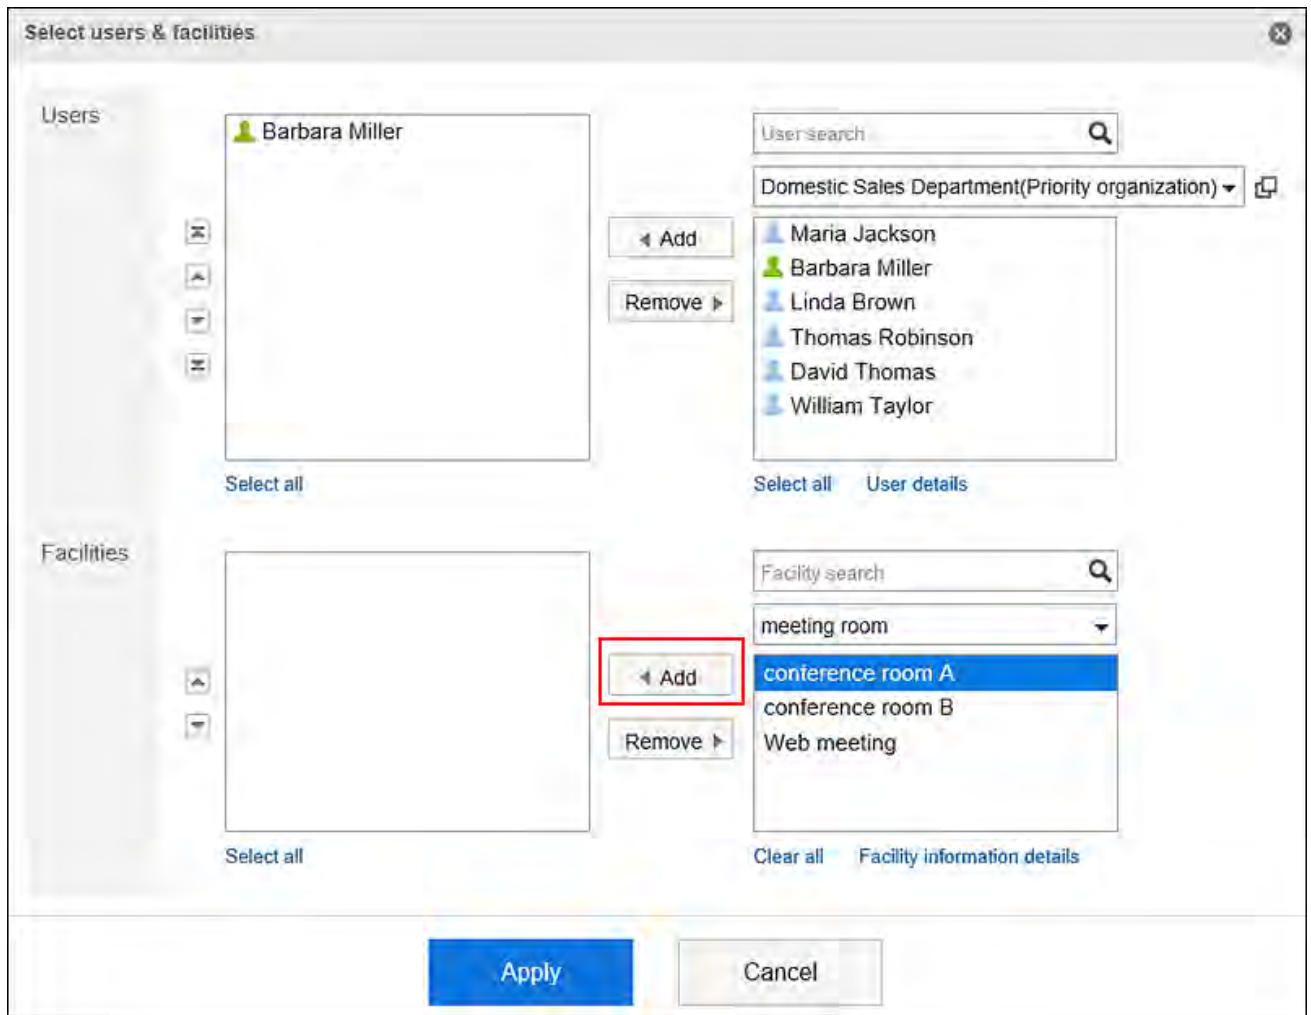 Select users & facilities
Users
Barbara Miller
User search
Domestic Sales Department(Priority organization)
Add
Remove
Maria Jackson
Barbara Miller
Linda Brown
Thomas Robinson
David Thomas
William Taylor
Select all
Select all User details
Facilities
Facility search
meeting room
Add
Remove
conference room A
conference room B
Web meeting
Select all
Clear all Facility information details
Apply Cancel